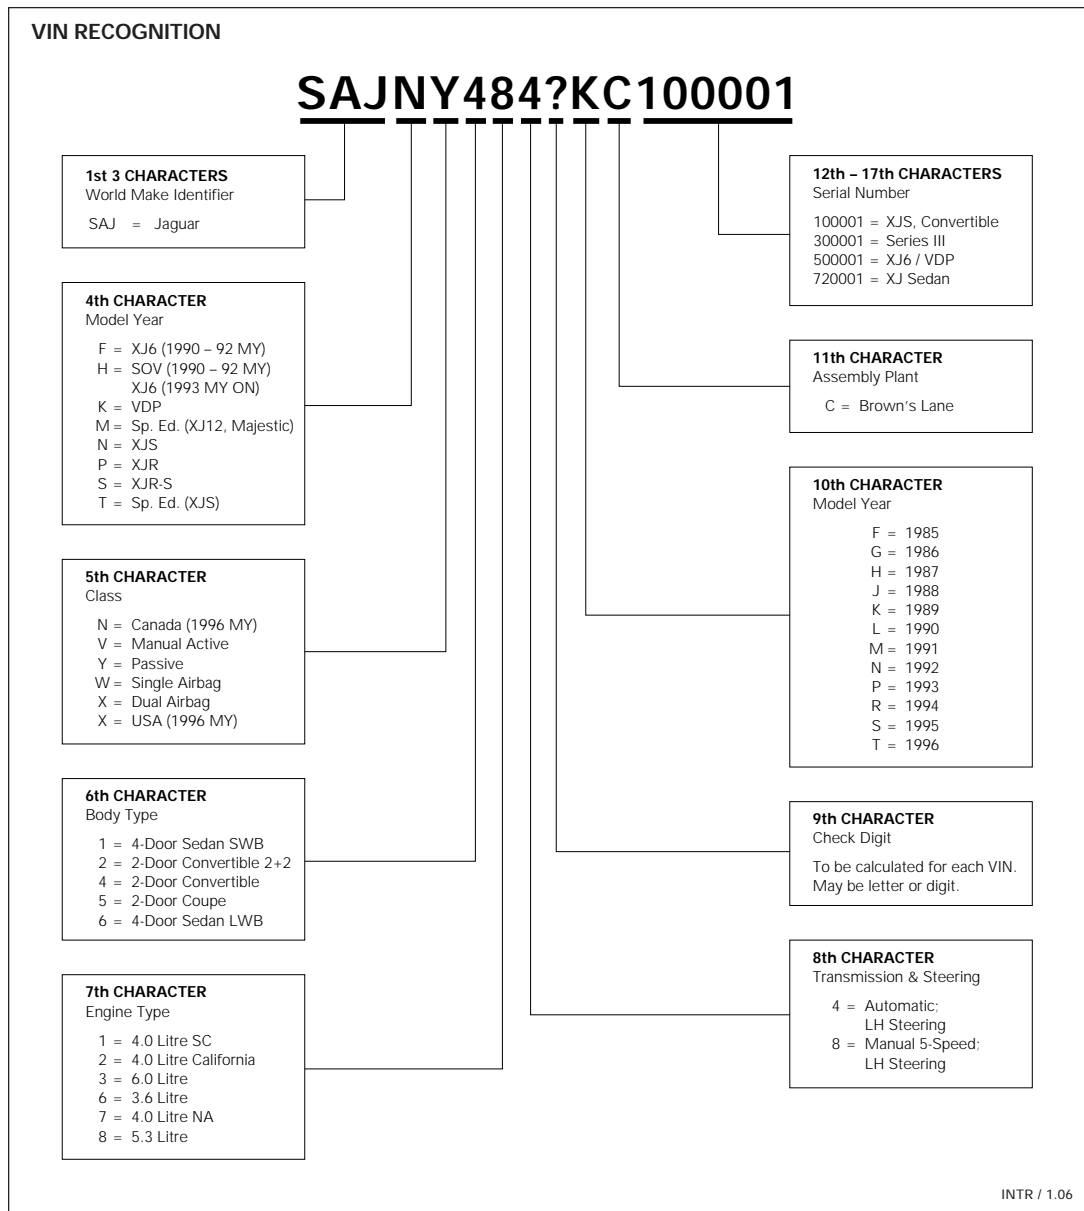 VIN RECOGNITION
SAJNY484?KC100001
1st 3 CHARACTERS
World Make Identifier
SAJ = Jaguar
4th CHARACTER
Model Year
F = XJ6 (1990 – 92 MY)
H = SOV (1990 – 92 MY)
XJ6 (1993 MY ON)
K = VDP
M = Sp. Ed. (XJ12, Majestic)
N = XJS
P = XJR
S = XJR-S
T = Sp. Ed. (XJS)
5th CHARACTER
Class
N = Canada (1996 MY)
V = Manual Active
Y = Passive
W = Single Airbag
X = Dual Airbag
X = USA (1996 MY)
6th CHARACTER
Body Type
1 = 4-Door Sedan SWB
2 = 2-Door Convertible 2+2
4 = 2-Door Convertible
5 = 2-Door Coupe
6 = 4-Door Sedan LWB
7th CHARACTER
Engine Type
1 = 4.0 Litre SC
2 = 4.0 Litre California
3 = 6.0 Litre
6 = 3.6 Litre
7 = 4.0 Litre NA
8 = 5.3 Litre
12th – 17th CHARACTERS
Serial Number
100001 = XJS, Convertible
300001 = Series III
500001 = XJ6 / VDP
720001 = XJ Sedan
11th CHARACTER
Assembly Plant
C = Brown's Lane
10th CHARACTER
Model Year
F = 1985
G = 1986
H = 1987
J = 1988
K = 1989
L = 1990
M = 1991
N = 1992
P = 1993
R = 1994
S = 1995
T = 1996
9th CHARACTER
Check Digit
To be calculated for each VIN.
May be letter or digit.
8th CHARACTER
Transmission & Steering
4 = Automatic;
LH Steering
8 = Manual 5-Speed;
LH Steering
INTR / 1.06